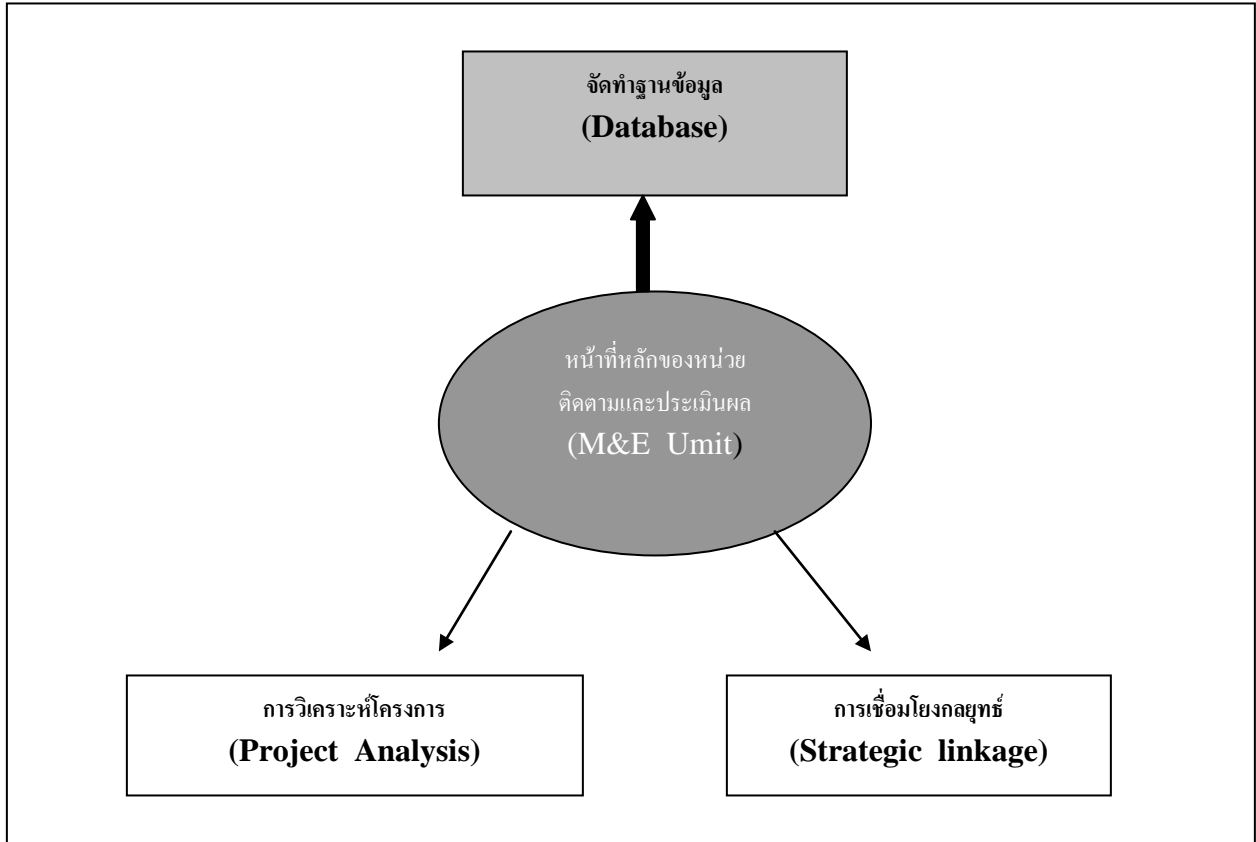 จัดทำฐานข้อมูล
(Database)
หน้าที่หลักของหน่วย
ติดตามและประเมินผล
(M&E Umit)
การวิเคราะห์โครงการ
(Project Analysis)
การเชื่อมโยงกลยุทธ์
(Strategic linkage)